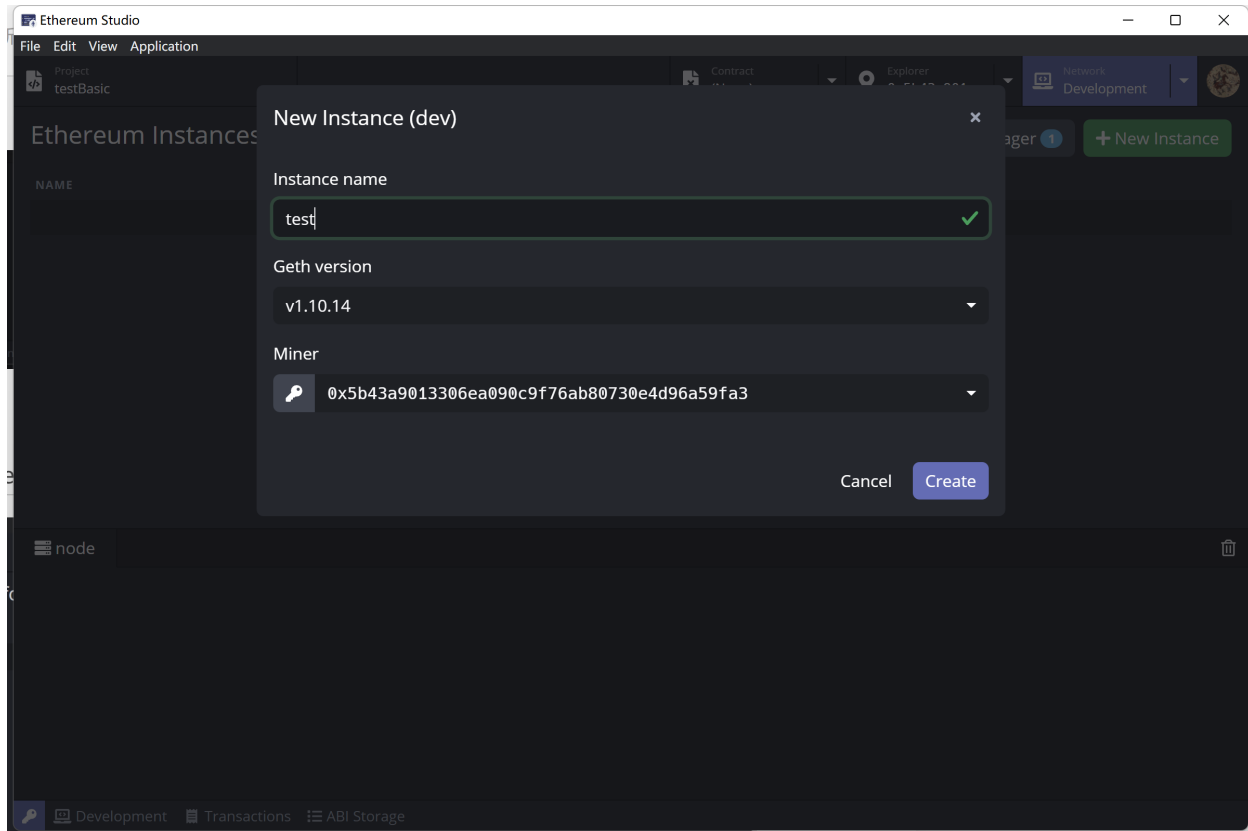 Ethereum Studio
File Edit View Application
Project
testBasic
Contract
Explorer
Network
Development
Ethereum Instances
ager 1
New Instance
NAME
New Instance (dev)
Instance name
test
Geth version
v1.10.14
Miner
0x5b43a9013306ea090c9f76ab80730e4d96a59fa3
Cancel Create
node
Development Transactions ABI Storage